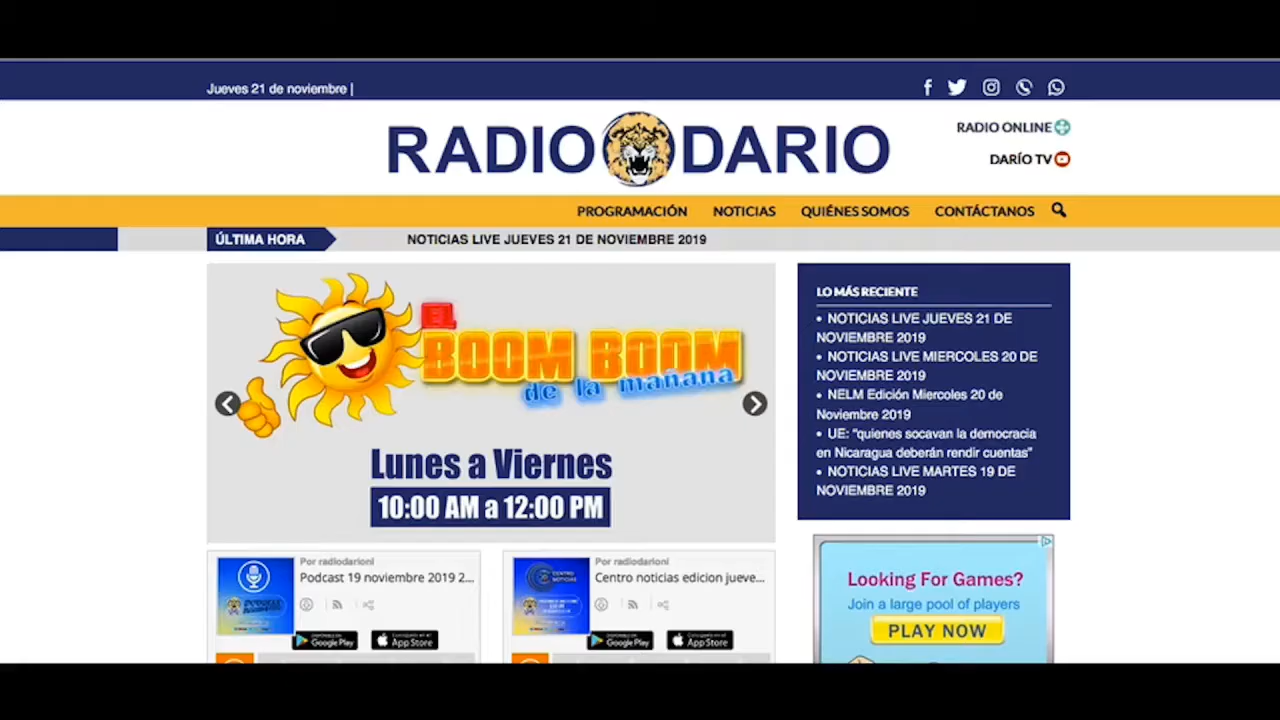 Jueves 21 de noviembre |
RADIO DARIO
RADIO ONLINE
DARÍO TV
PROGRAMACIÓN NOTICIAS QUIÉNES SOMOS CONTÁCTANOS
ÚLTIMA HORA NOTICIAS LIVE JUEVES 21 DE NOVIEMBRE 2019
EL
BOOM BOOM
de la mañana
Lunes a Viernes
10:00 AM a 12:00 PM
LO MÁS RECIENTE
• NOTICIAS LIVE JUEVES 21 DE
NOVIEMBRE 2019
• NOTICIAS LIVE MIERCOLES 20 DE
NOVIEMBRE 2019
• NELM Edición Miercoles 20 de
Noviembre 2019
• UE: “quienes socavan la democracia
en Nicaragua deberán rendir cuentas”
• NOTICIAS LIVE MARTES 19 DE
NOVIEMBRE 2019
Por radiodarioni
Podcast 19 noviembre 2019 2...
Google Play
App Store
Por radiodarioni
Centro noticias edicion jueve...
CENTRO
NOTICIAS
Google Play
App Store
Looking For Games?
Join a large pool of players
PLAY NOW